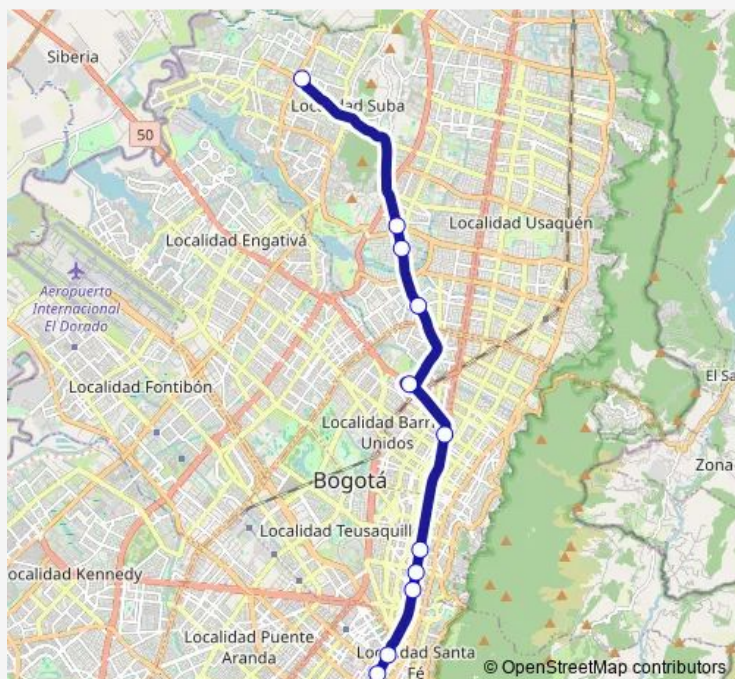 Siberia
Localidad Suba
50
Localidad Usaquén
Localidad Engativá
Aeropuerto
Internacional
El Dorado
El Sa
Localidad Fontibón
Localidad Barr
Unidos
Zona
Bogotá
Localidad Teusaquill
ocalidad Kennedy
Localidad Puente
Aranda
Localidad Santa
Fé
© OpenStreetMap contributors